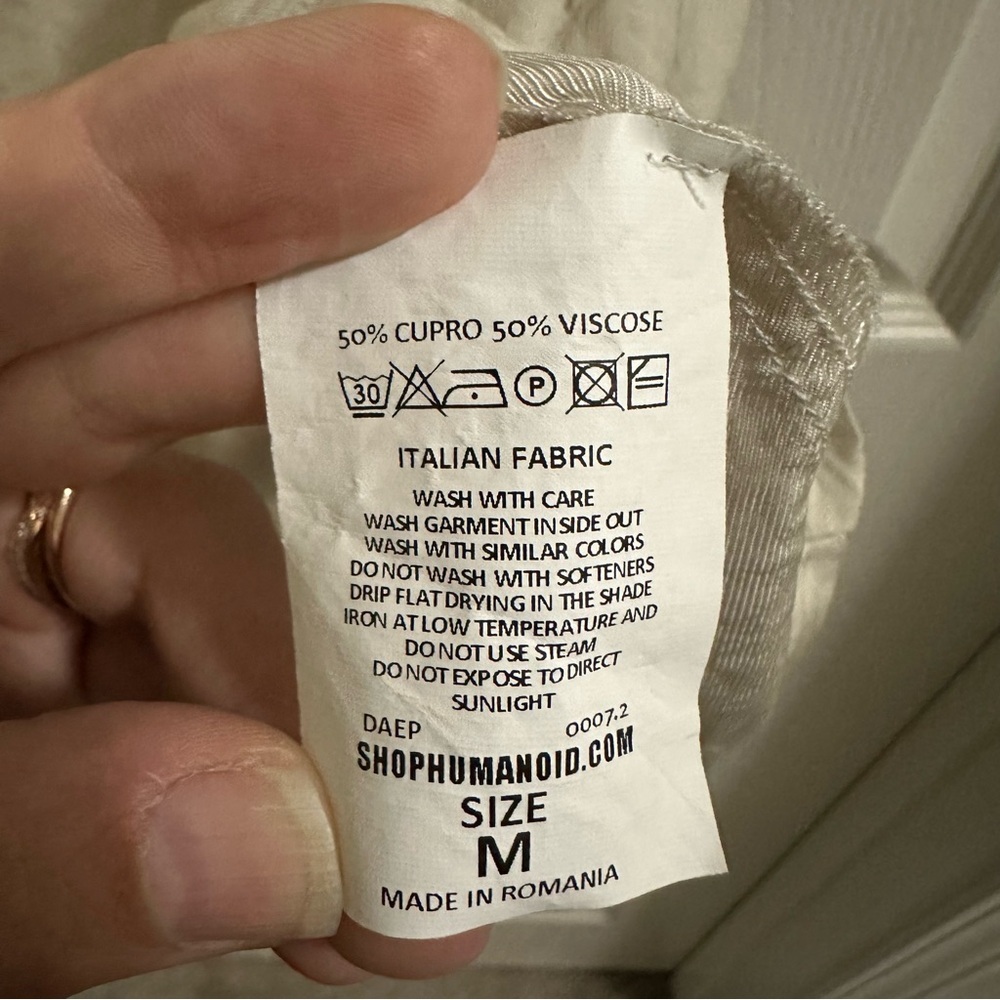 50% CUPRO 50% VISCOSE
30 P
ITALIAN FABRIC
WASH WITH CARE
WASH GARMENT INSIDE OUT
WASH WITH SIMILAR COLORS
DO NOT WASH WITH SOFTENERS
DRIP FLAT DRYING IN THE SHADE
IRON AT LOW TEMPERATURE AND
DO NOT USE STEAM
DO NOT EXPOSE TO DIRECT
SUNLIGHT
DAEP 0007.2
SHOPHUMANOID.COM
SIZE
M
MADE IN ROMANIA